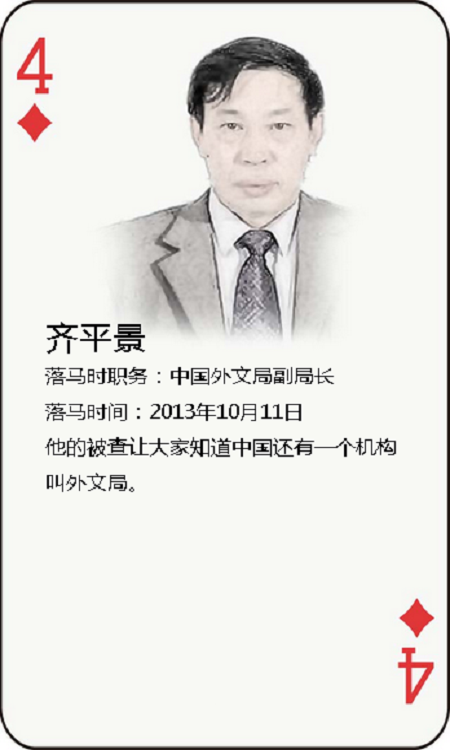 4
齐平景
落马时职务：中国外文局副局长
落马时间：2013年10月11日
他的被查让大家知道中国还有一个机构
叫外文局。
4